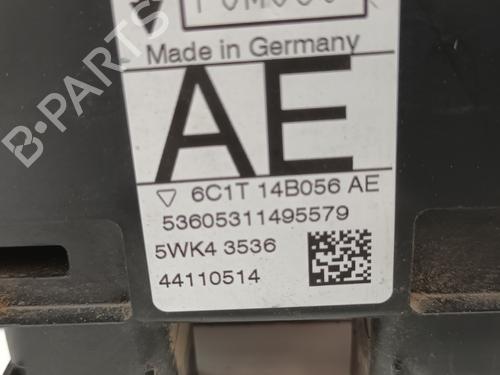 Made in Germany
AE
6C1T 14B056 AE
53605311495579
5WK4 3536
44110514
B-PARTS